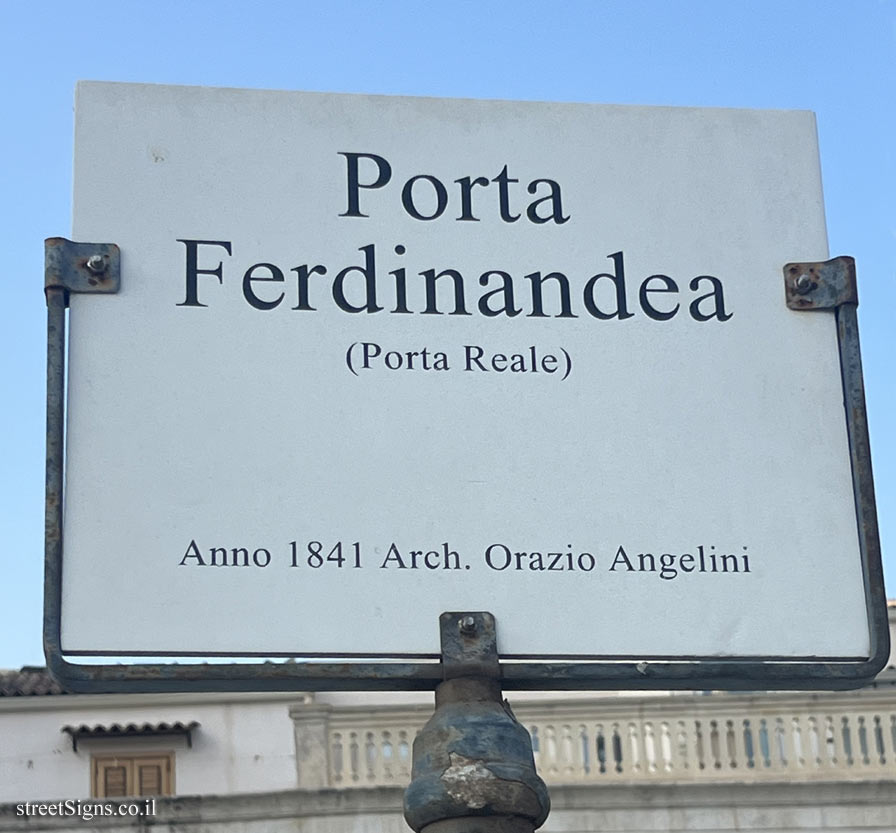 Porta
Ferdinandea
(Porta Reale)
Anno 1841 Arch. Orazio Angelini
streetSigns.co.il